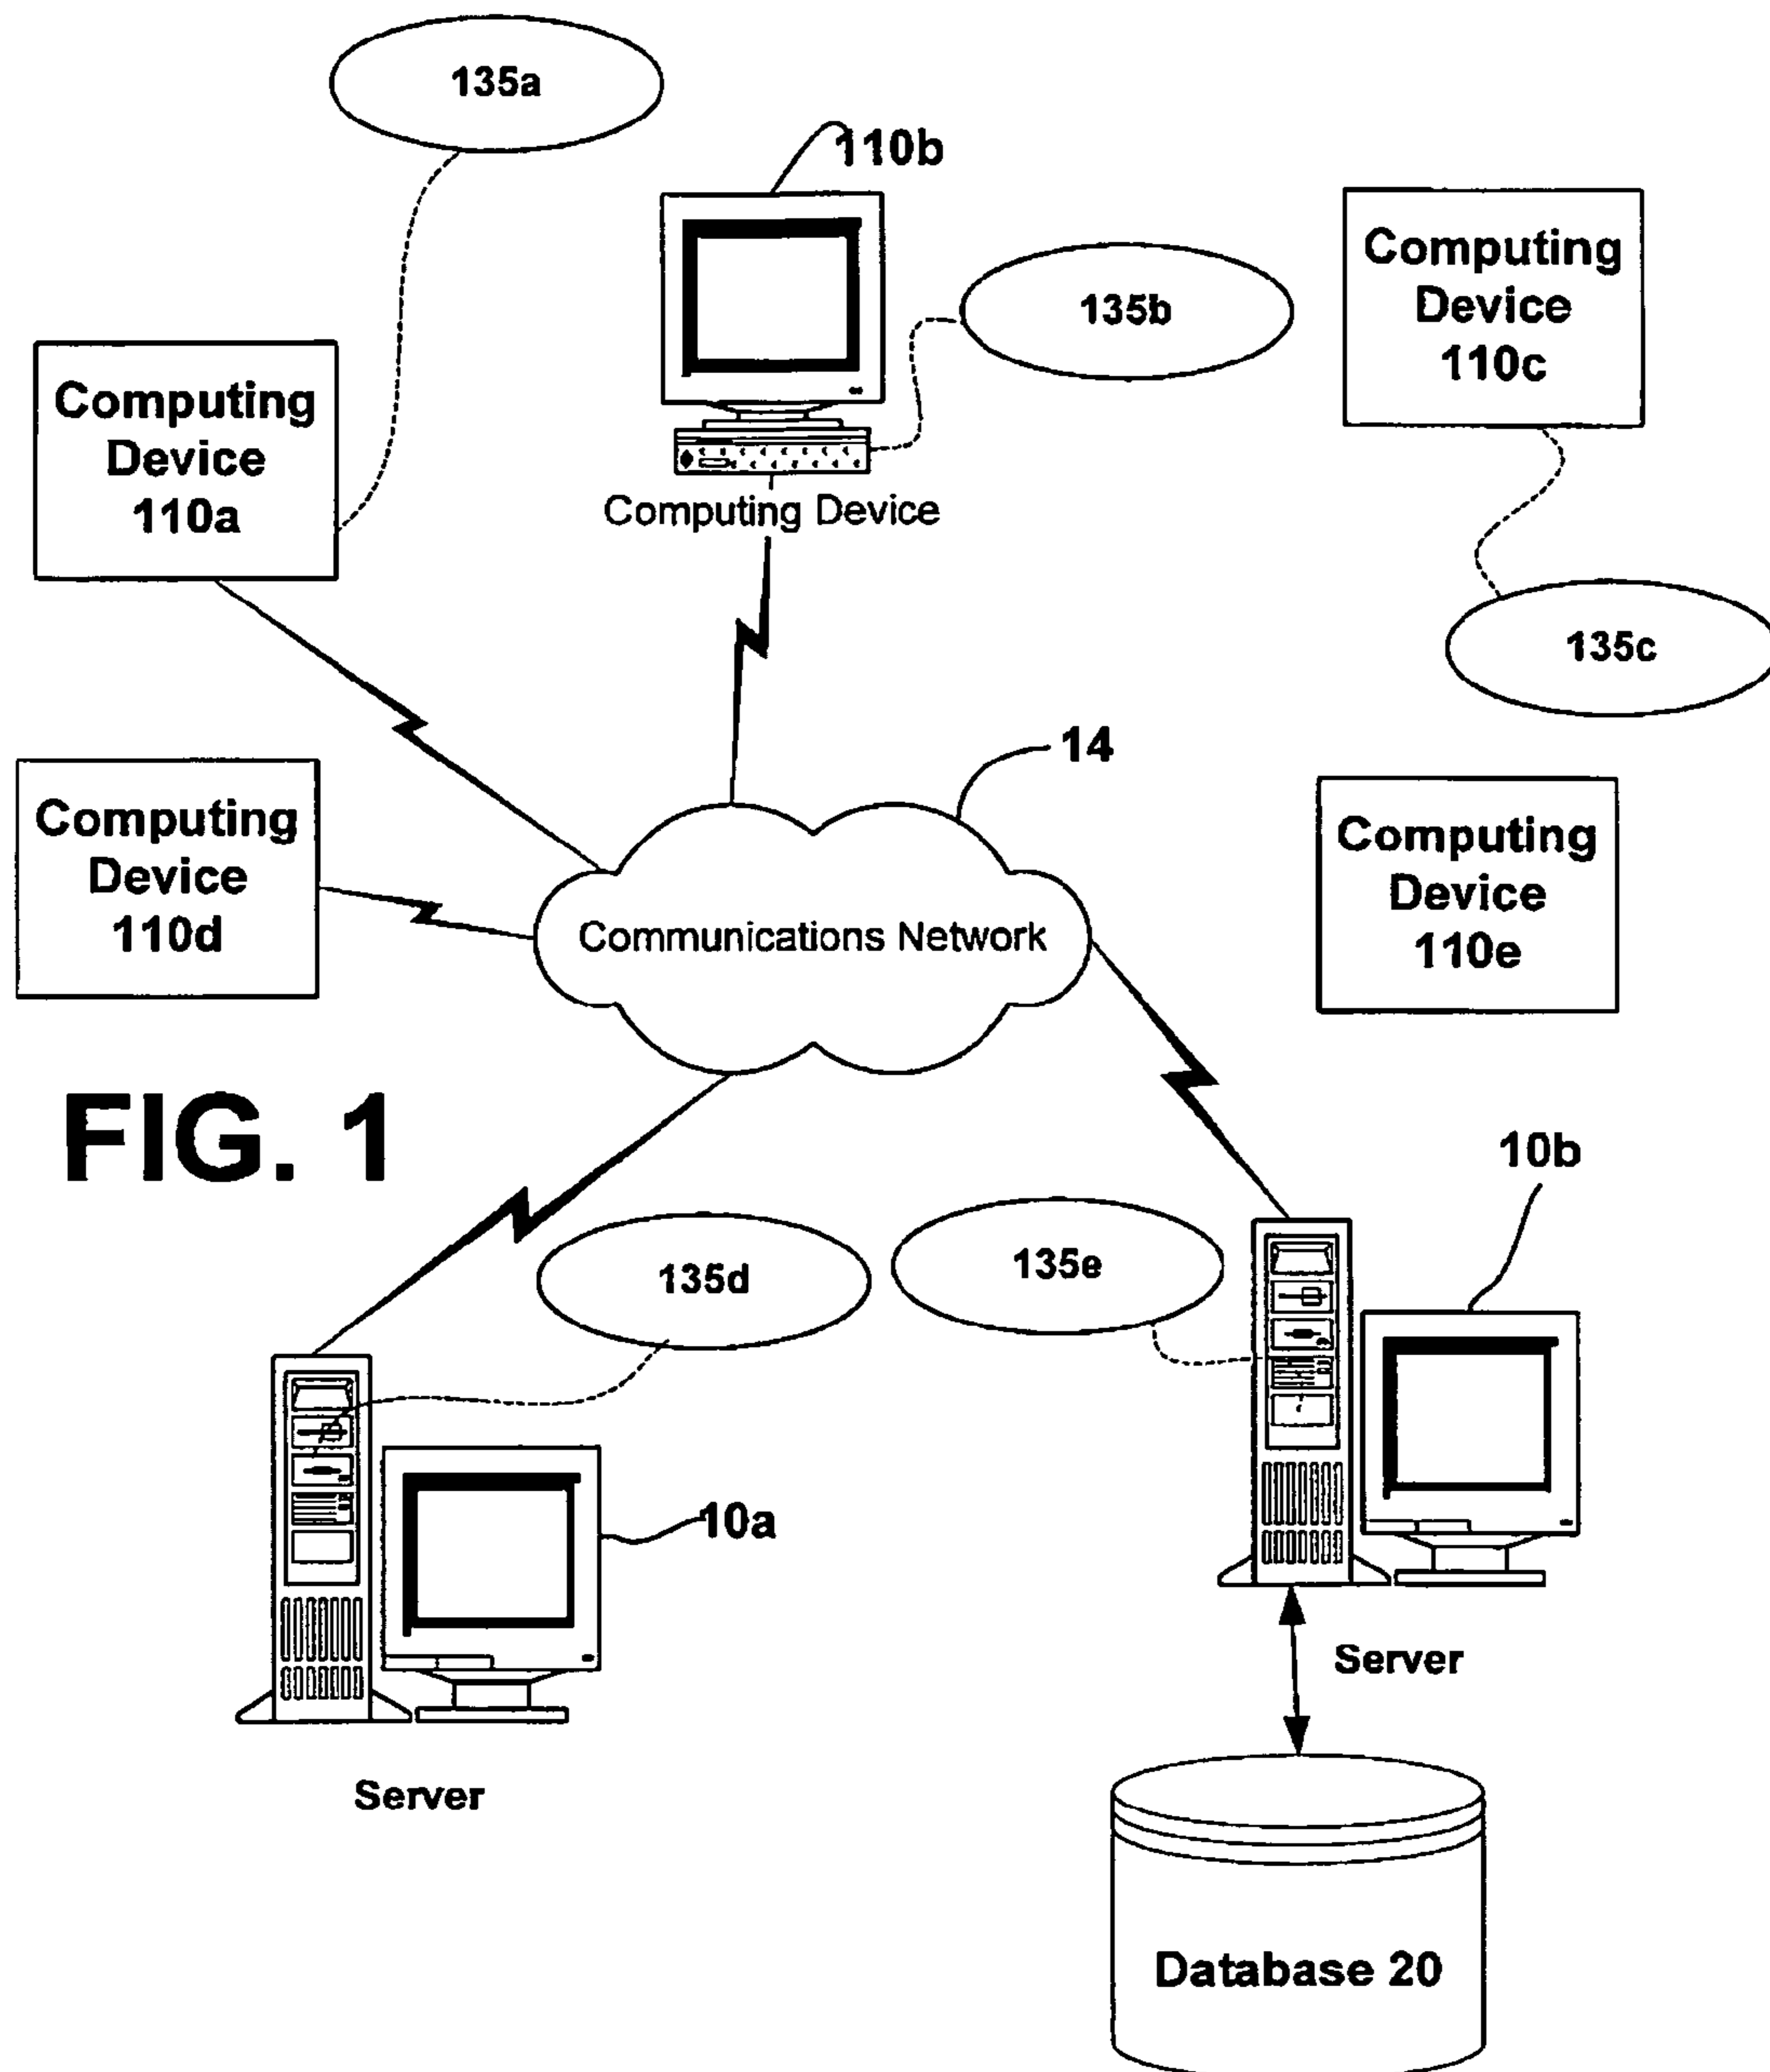 135a
110b
Computing
Device
110c
135b
Computing
Device
110a
Computing Device
135c
14
Computing
Device
110d
Computing
Device
110e
Communications Network
FIG. 1
10b
135d
135e
10a
Server
Server
Database 20